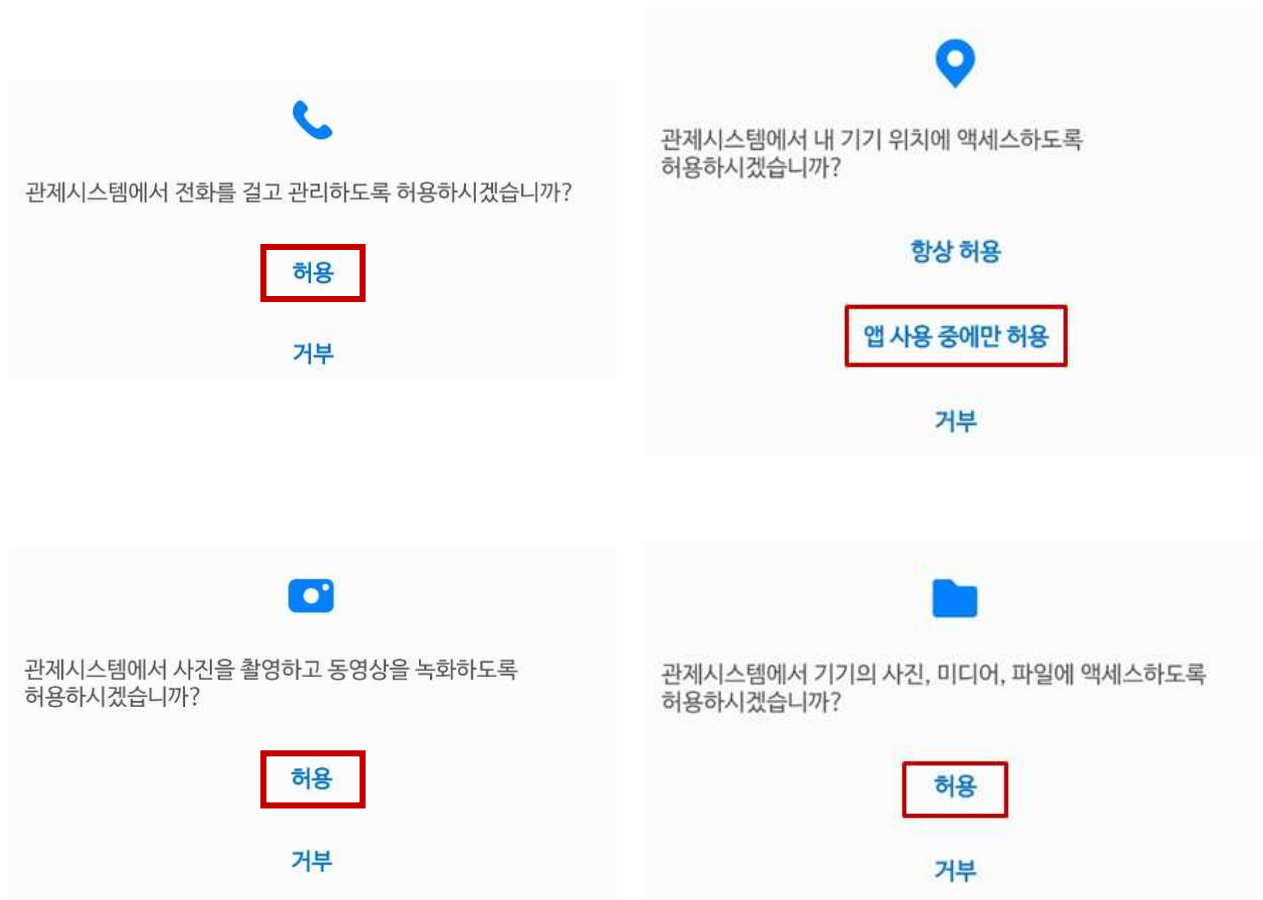 관제시스템에서 전화를 걸고 관리하도록 허용하시겠습니까?
허용
거부
관제시스템에서 내 기기 위치에 액세스하도록
허용하시겠습니까?
항상 허용
앱 사용 중에만 허용
거부
관제시스템에서 사진을 촬영하고 동영상을 녹화하도록
허용하시겠습니까?
허용
거부
관제시스템에서 기기의 사진, 미디어, 파일에 액세스하도록
허용하시겠습니까?
허용
거부